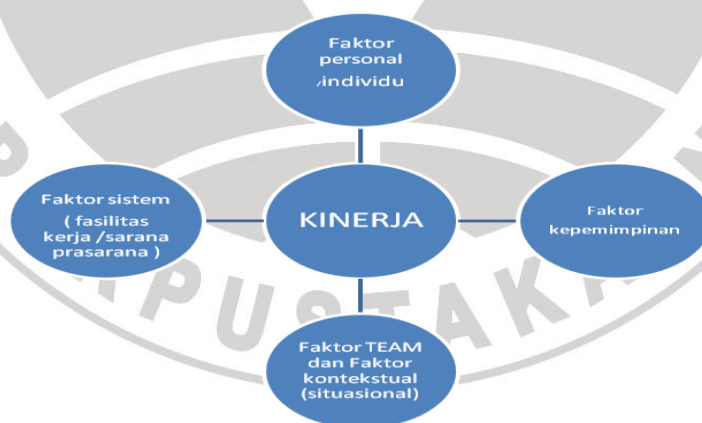 Faktor
personal
/individu
Faktor sistem
( fasilitas
kerja /sarana
prasarana )
KINERJA
Faktor
kepemimpinan
Faktor TEAM
dan Faktor
kontekstual
(situasional)
PUSTAKA